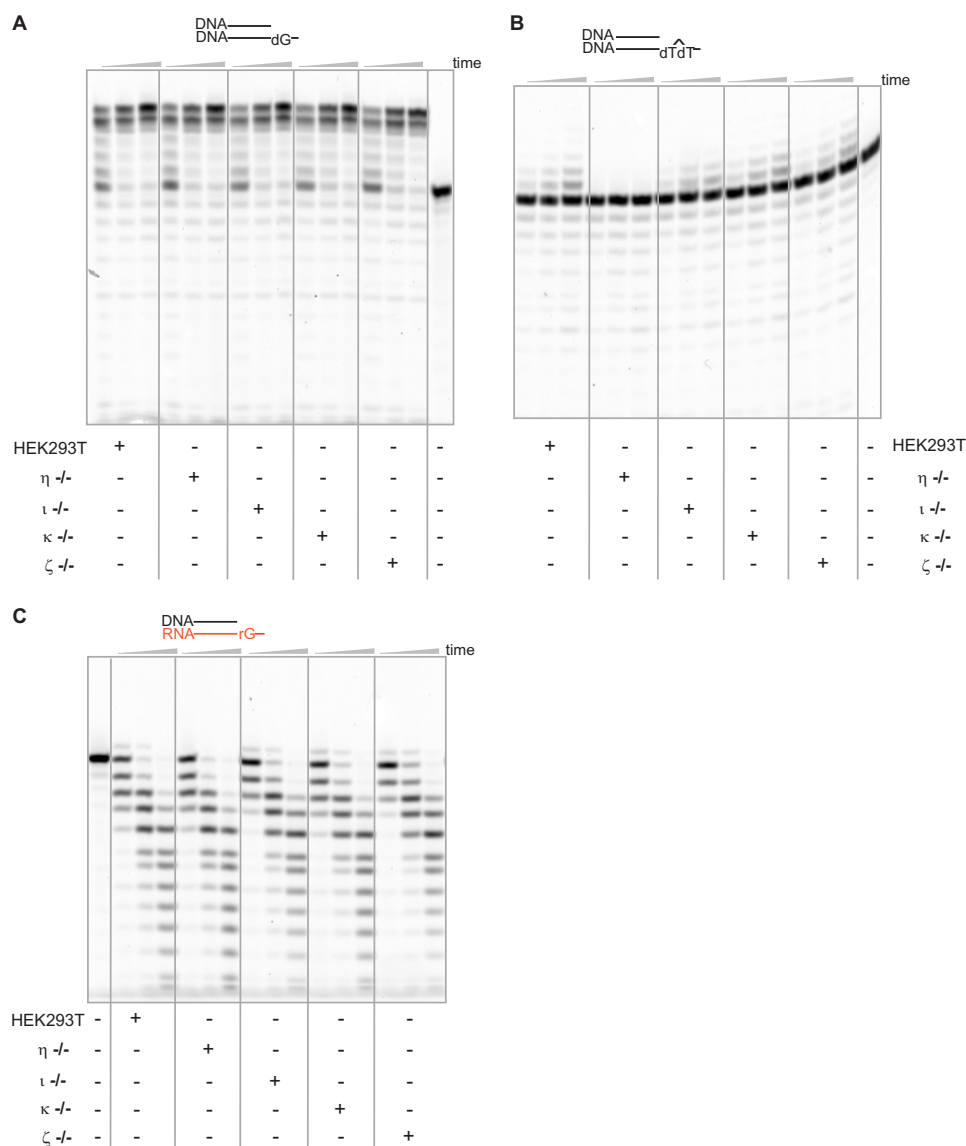 A
DNA
DNA dG
time
HEK293T + - - - - -
η -/- - + - - - -
ι -/- - - + - - -
κ -/- - - - + - -
ζ -/- - - - - + -
B
DNA
DNA dTdT
time
+ - - - - - HEK293T
- + - - - - η -/-
- - + - - - ι -/-
- - - + - - κ -/-
- - - - + - ζ -/-
C
DNA
RNA rG
time
HEK293T - + - - - -
η -/- - - + - - -
ι -/- - - - + - -
κ -/- - - - - + -
ζ -/- - - - - - +